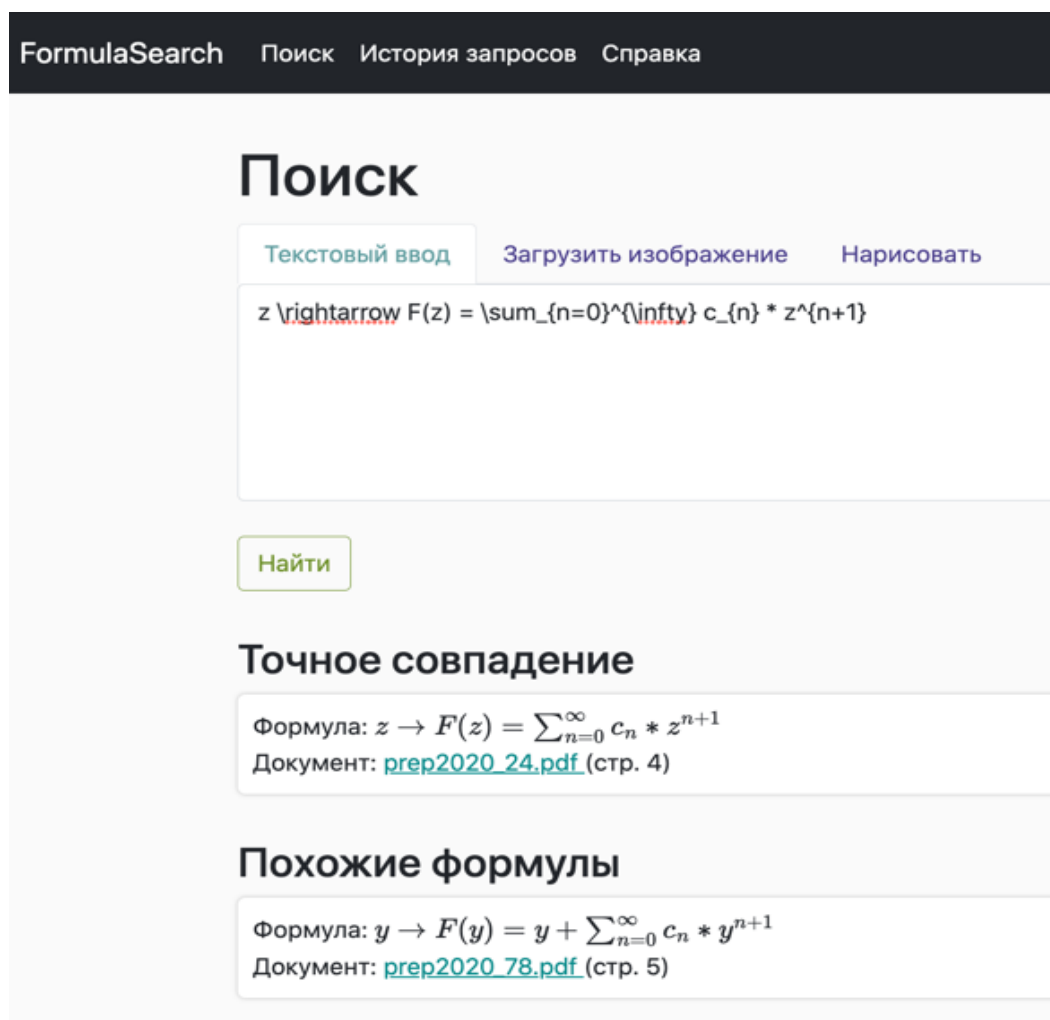 FormulaSearch Поиск История запросов Справка
Поиск
Текстовый ввод Загрузить изображение Нарисовать
z \rightarrow F(z) = \sum_{n=0}^{\infty} c_{n} * z^{n+1}
Найти
Точное совпадение
Формула: z → F(z) = ∑_{n=0}^{∞} c_n * z^{n+1}
Документ: prep2020_24.pdf (стр. 4)
Похожие формулы
Формула: y → F(y) = y + ∑_{n=0}^{∞} c_n * y^{n+1}
Документ: prep2020_78.pdf (стр. 5)